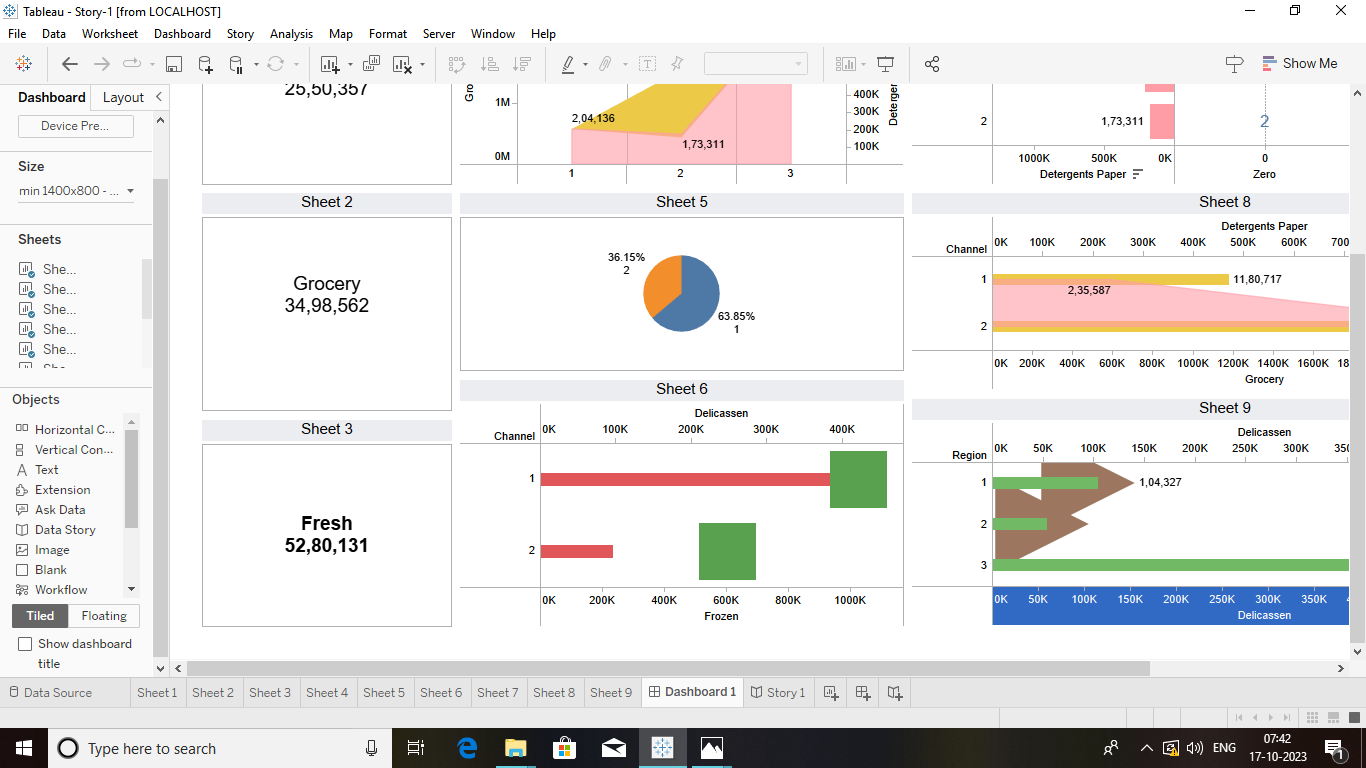 Tableau - Story-1 [from LOCALHOST]
File Data Worksheet Dashboard Story Analysis Map Format Server Window Help
Show Me
Dashboard Layout
Device Pre...
Size
min 1400x800 - ...
Sheets
She...
She...
She...
She...
She...
Objects
Horizontal C...
Vertical Con...
Text
Extension
Ask Data
Data Story
Image
Blank
Workflow
Tiled Floating
Show dashboard
title
25,50,357
Sheet 2
Grocery
34,98,562
Sheet 3
Fresh
52,80,131
Gro
1M
0M
2,04,136
1,73,311
400K
300K
200K
100K
Deterger
1 2 3
Sheet 5
36.15%
2
63.85%
1
Sheet 6
Delicassen
Channel
0K 100K 200K 300K 400K
1
2
0K 200K 400K 600K 800K 1000K
Frozen
2
1,73,311
2
1000K 500K 0K
Detergents Paper
0
Zero
Sheet 8
Detergents Paper
Channel
0K 100K 200K 300K 400K 500K 600K 700
1
11,80,717
2,35,587
2
0K 200K 400K 600K 800K 1000K 1200K 1400K 1600K 18
Grocery
Sheet 9
Delicassen
Region
0K 50K 100K 150K 200K 250K 300K 350
1
1,04,327
2
3
0K 50K 100K 150K 200K 250K 300K 350K
Delicassen
Data Source Sheet 1 Sheet 2 Sheet 3 Sheet 4 Sheet 5 Sheet 6 Sheet 7 Sheet 8 Sheet 9 Dashboard 1 Story 1
Type here to search
ENG
07:42
17-10-2023
1